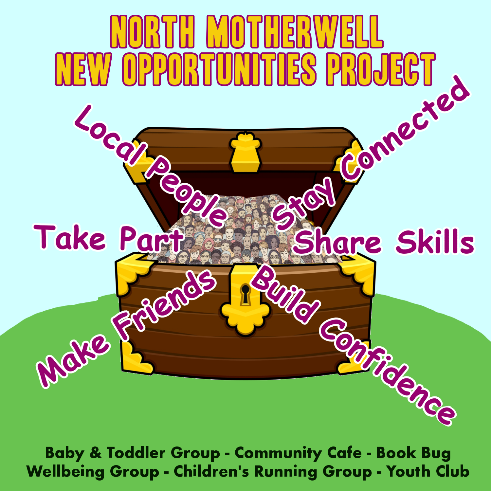 NORTH MOTHERWELL
NEW OPPORTUNITIES PROJECT
Local People
Stay Connected
Take Part
Share Skills
Make Friends
Build Confidence
Baby & Toddler Group - Community Cafe - Book Bug
Wellbeing Group - Children's Running Group - Youth Club